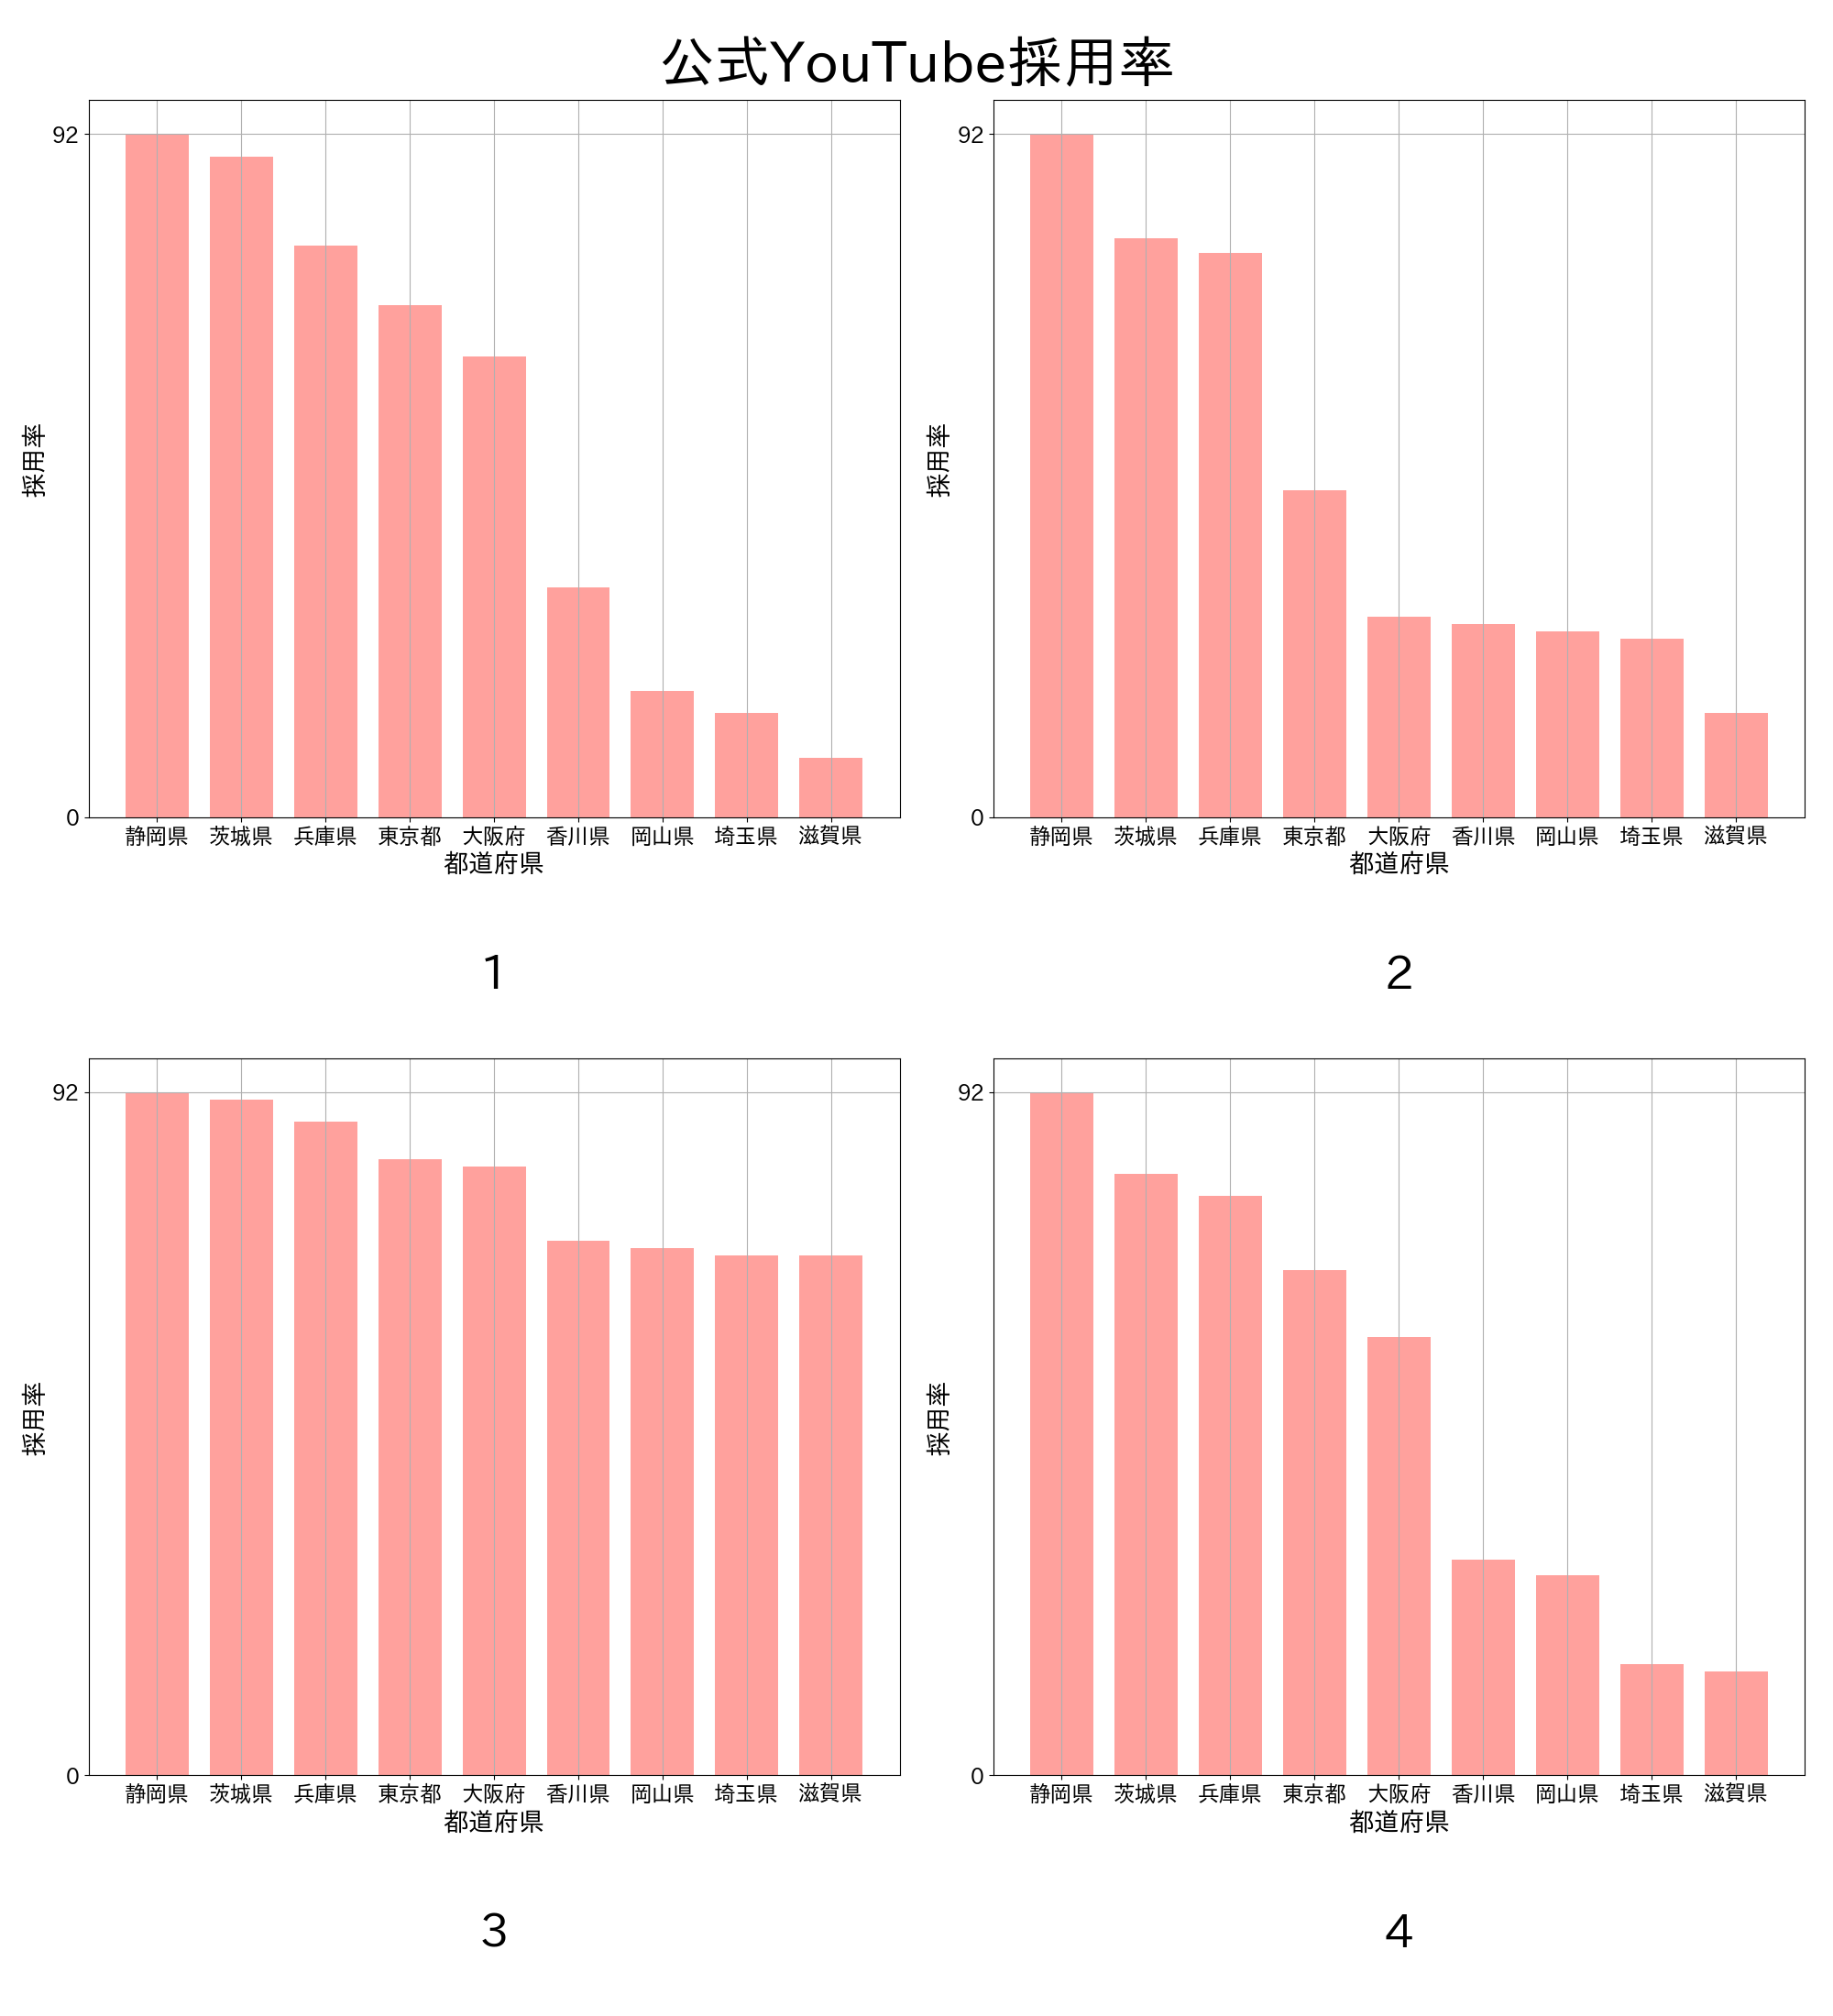 公式YouTube採用率
92
採用率
0
静岡県 茨城県 兵庫県 東京都 大阪府 香川県 岡山県 埼玉県 滋賀県
都道府県
1
92
採用率
0
静岡県 茨城県 兵庫県 東京都 大阪府 香川県 岡山県 埼玉県 滋賀県
都道府県
2
92
採用率
0
静岡県 茨城県 兵庫県 東京都 大阪府 香川県 岡山県 埼玉県 滋賀県
都道府県
3
92
採用率
0
静岡県 茨城県 兵庫県 東京都 大阪府 香川県 岡山県 埼玉県 滋賀県
都道府県
4